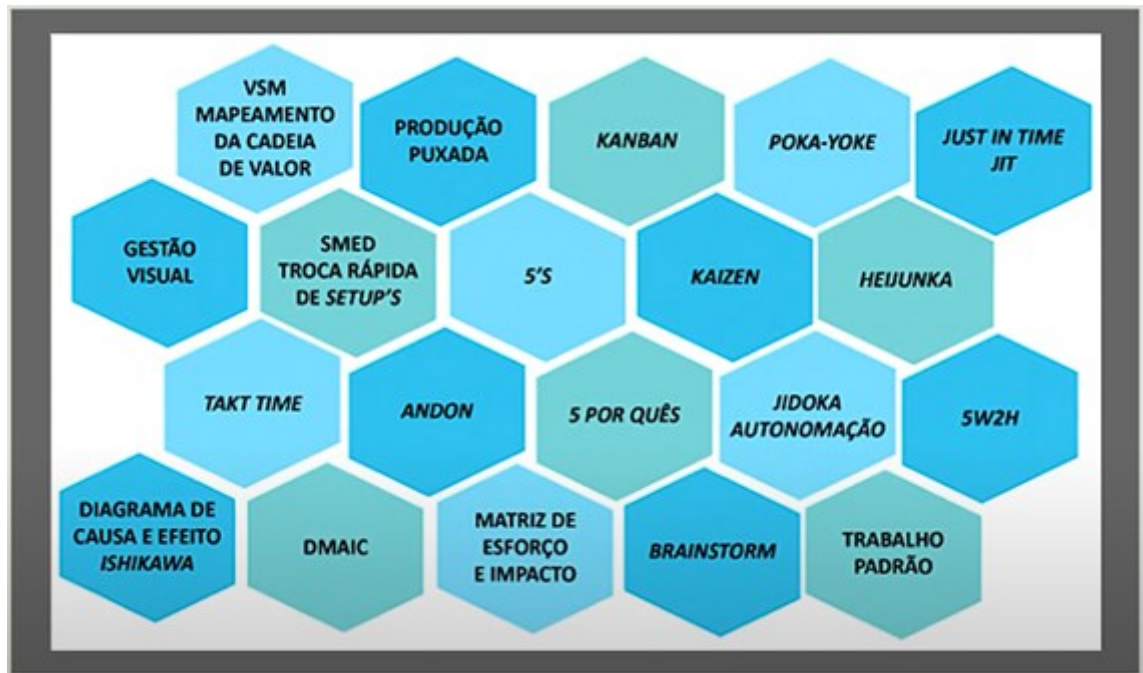 VSM
MAPEAMENTO
DA CADEIA
DE VALOR
PRODUÇÃO
PUXADA
KANBAN
POKA-YOKE
JUST IN TIME
JIT
GESTÃO
VISUAL
SMED
TROCA RÁPIDA
DE SETUP'S
5'S
KAIZEN
HEIJUNKA
TAKT TIME
ANDON
5 POR QUÊS
JIDOKA
AUTONOMAÇÃO
5W2H
DIAGRAMA DE
CAUSA E EFEITO
ISHIKAWA
DMAIC
MATRIZ DE
ESFORÇO
E IMPACTO
BRAINSTORM
TRABALHO
PADRÃO